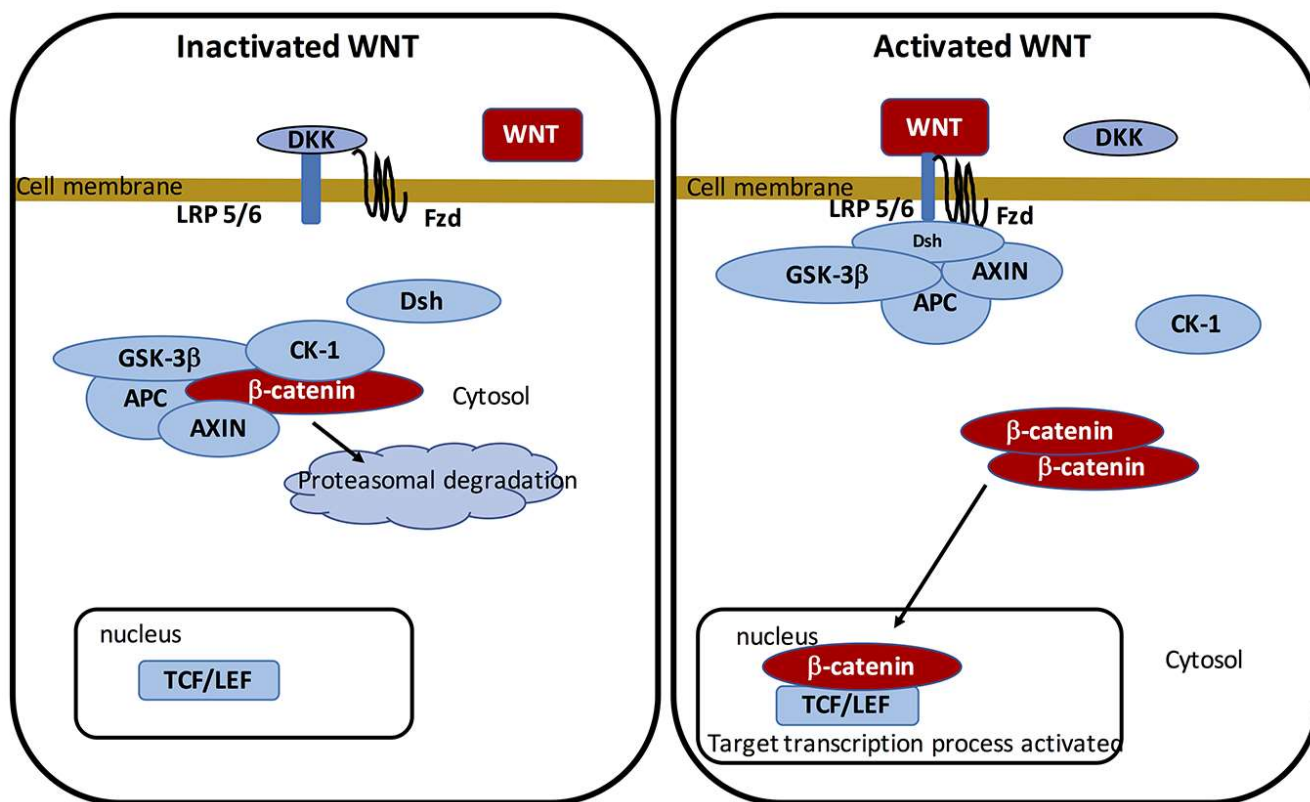 Inactivated WNT
DKK
WNT
Cell membrane
LRP 5/6
Fzd
Dsh
GSK-3β
CK-1
APC
β-catenin
AXIN
Cytosol
Proteasomal degradation
nucleus
TCF/LEF
Activated WNT
WNT
DKK
Cell membrane
LRP 5/6
Fzd
Dsh
GSK-3β
AXIN
APC
CK-1
β-catenin
β-catenin
nucleus
β-catenin
TCF/LEF
Target transcription process activated
Cytosol